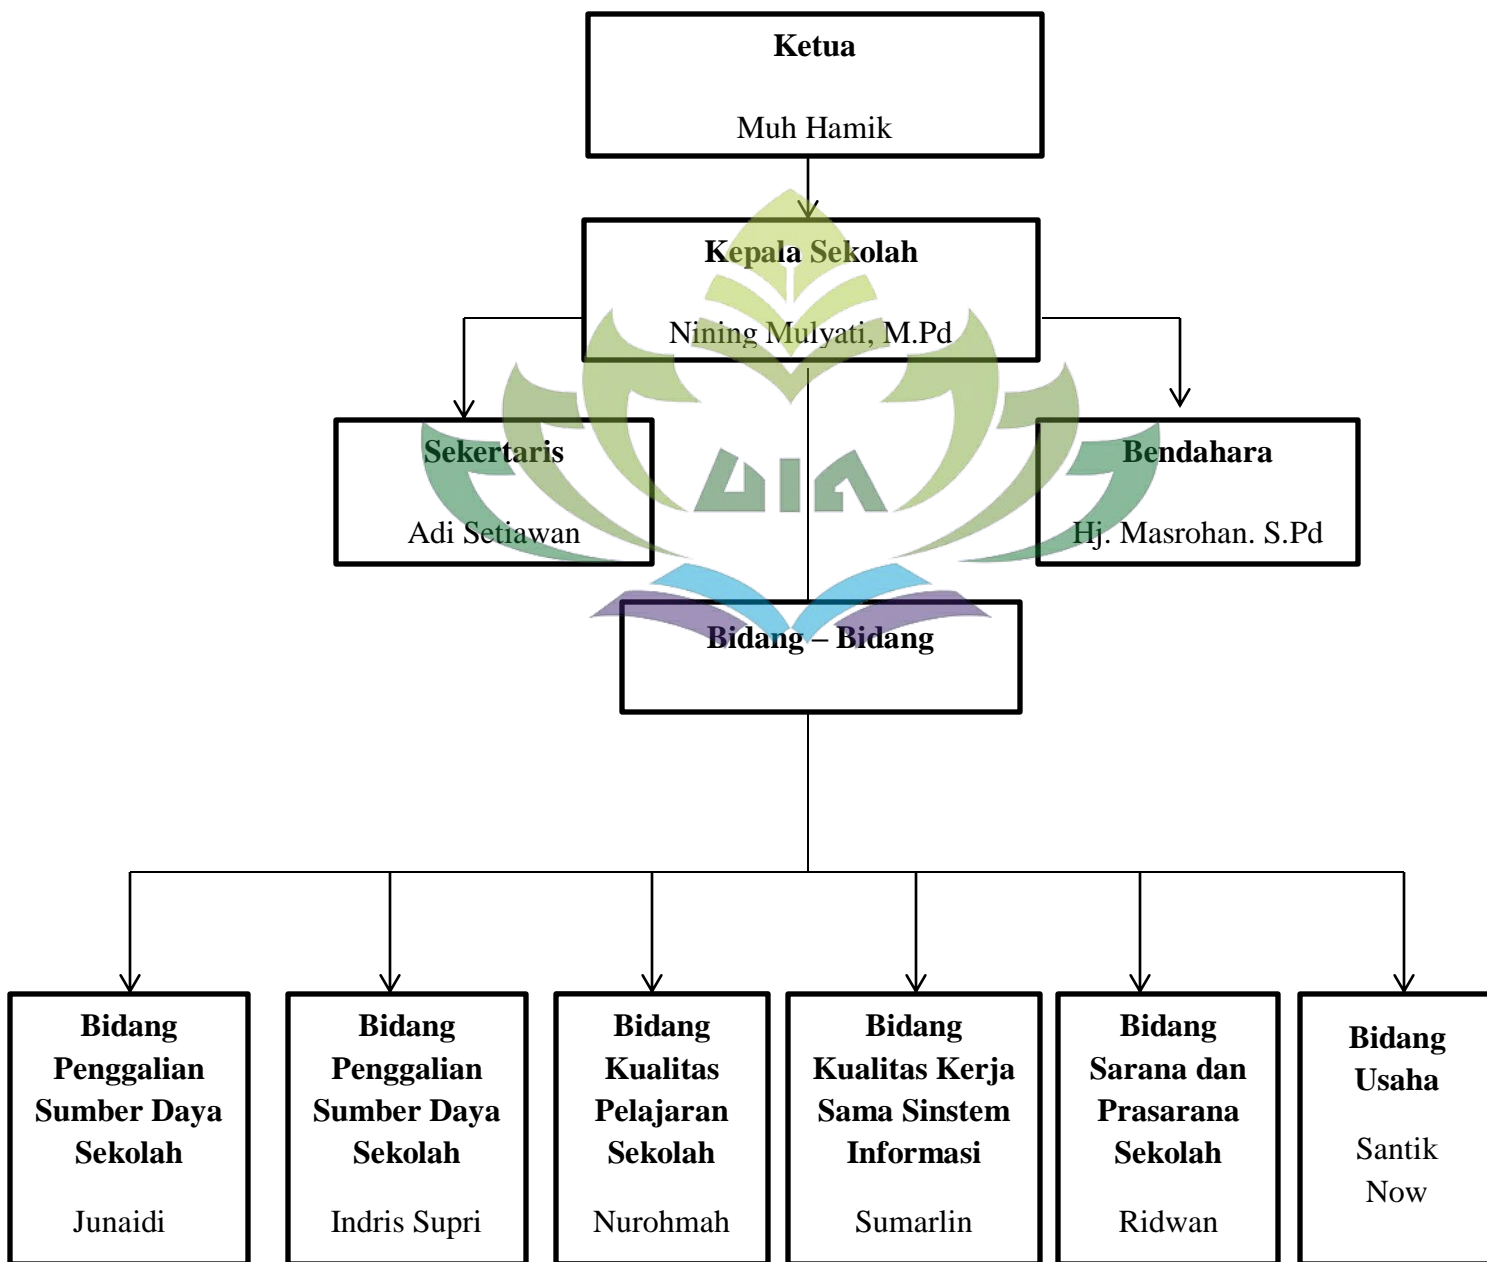 Ketua
Muh Hamik
Kepala Sekolah
Nining Mulyati, M.Pd
Sekertaris
Adi Setiawan
Bendahara
Hj. Masrohan. S.Pd
UIN
Bidang – Bidang
Bidang
Penggalian
Sumber Daya
Sekolah
Junaidi
Bidang
Penggalian
Sumber Daya
Sekolah
Indris Supri
Bidang
Kualitas
Pelajaran
Sekolah
Nurohmah
Bidang
Kualitas Kerja
Sama Sinstem
Informasi
Sumarlin
Bidang
Sarana dan
Prasarana
Sekolah
Ridwan
Bidang
Usaha
Santik
Now